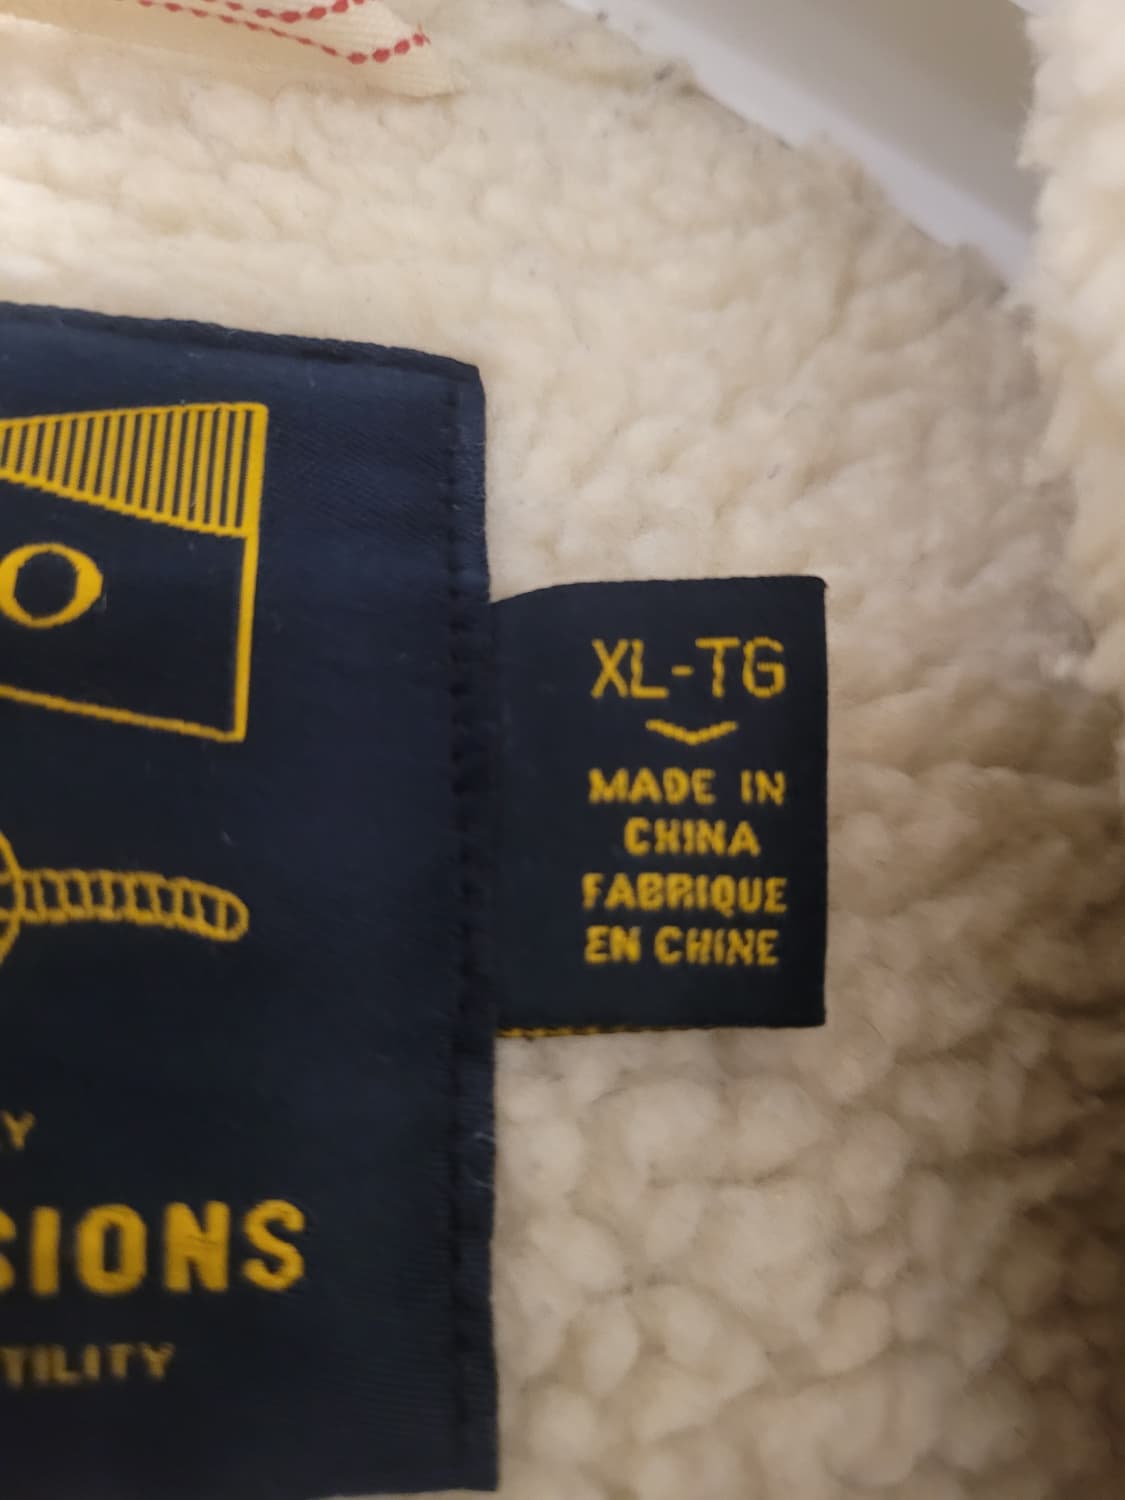 O
Y
SIONS
TILITY
XL-TG
MADE IN
CHINA
FABRIQUE
EN CHINE